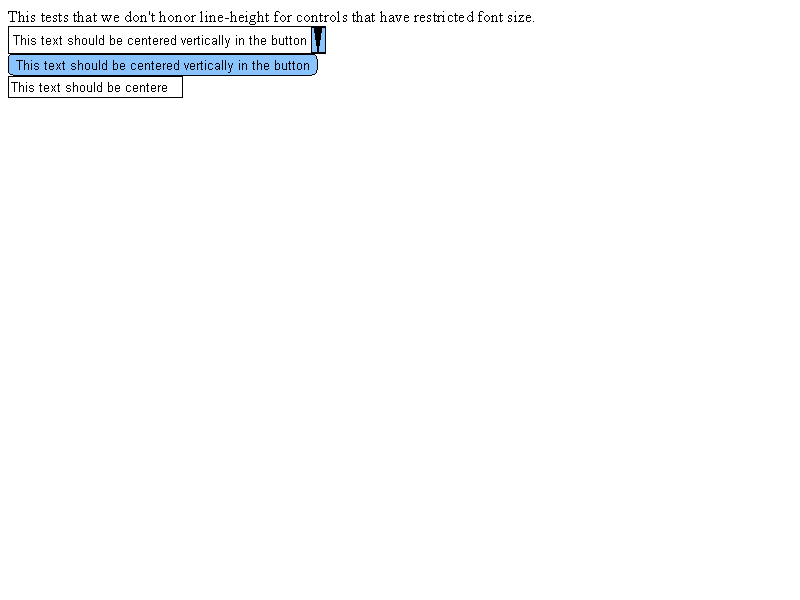 This tests that we don't honor line-height for controls that have restricted font size.
This text should be centered vertically in the button
This text should be centered vertically in the button
This text should be centere